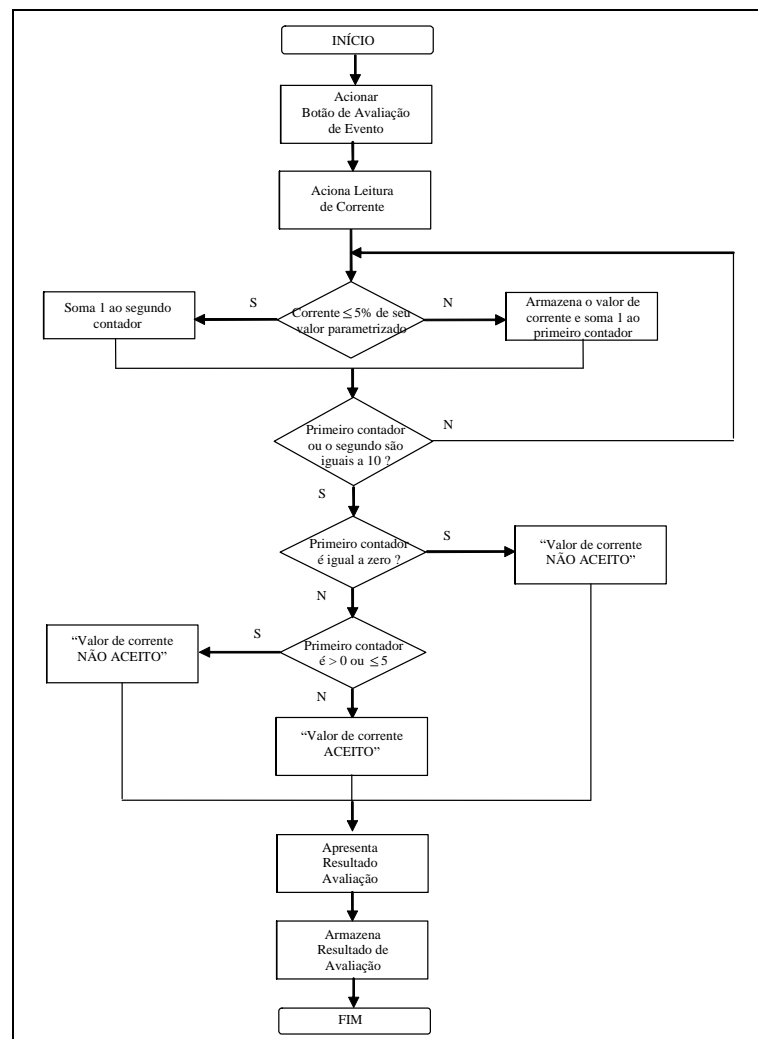 INÍCIO
Acionar
Botão de Avaliação
de Evento
Aciona Leitura
de Corrente
S
N
Soma 1 ao segundo
contador
Corrente ≤5% de seu
valor parametrizado
Armazena o valor de
corrente e soma 1 ao
primeiro contador
Primeiro contador
ou o segundo são
iguais a 10 ?
N
S
Primeiro contador
é igual a zero ?
S
“Valor de corrente
NÃO ACEITO”
N
“Valor de corrente
NÃO ACEITO”
S
Primeiro contador
é > 0 ou ≤5
N
“Valor de corrente
ACEITO”
Apresenta
Resultado
Avaliação
Armazena
Resultado de
Avaliação
FIM